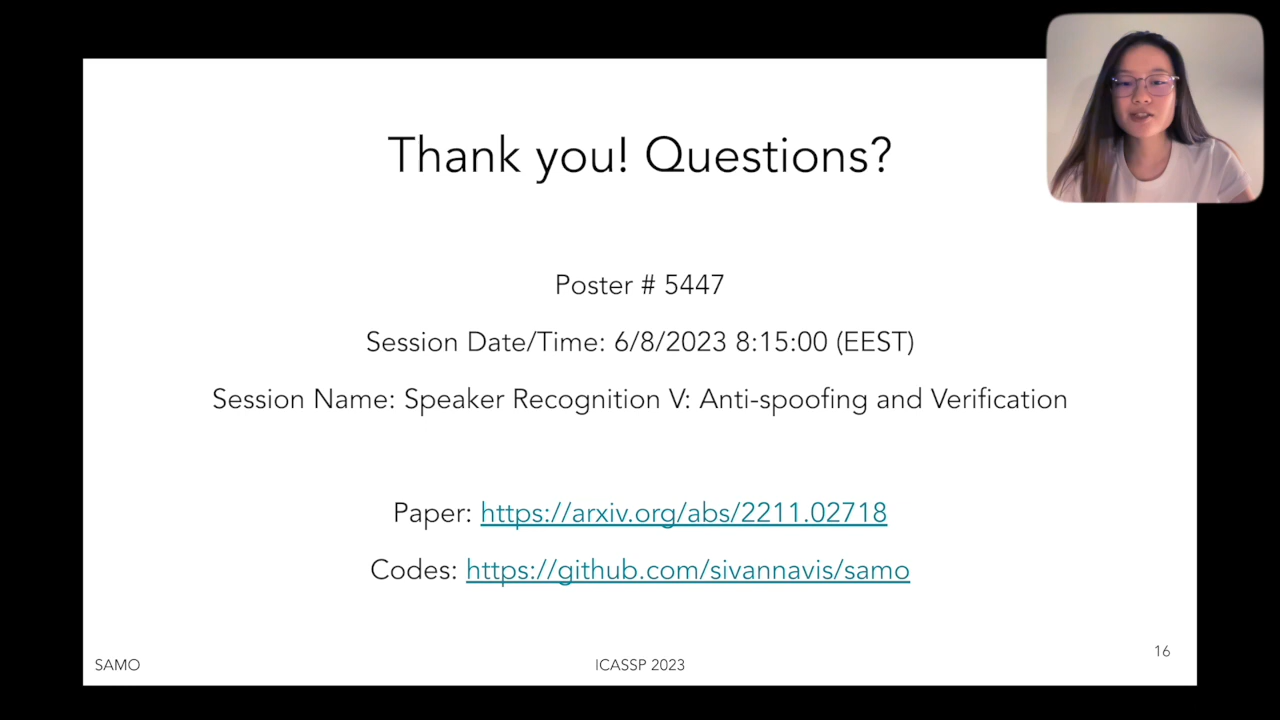 Thank you! Questions?
Poster # 5447
Session Date/Time: 6/8/2023 8:15:00 (EEST)
Session Name: Speaker Recognition V: Anti-spoofing and Verification
Paper: https://arxiv.org/abs/2211.02718
Codes: https://github.com/sivannavis/samo
SAMO
ICASSP 2023
16